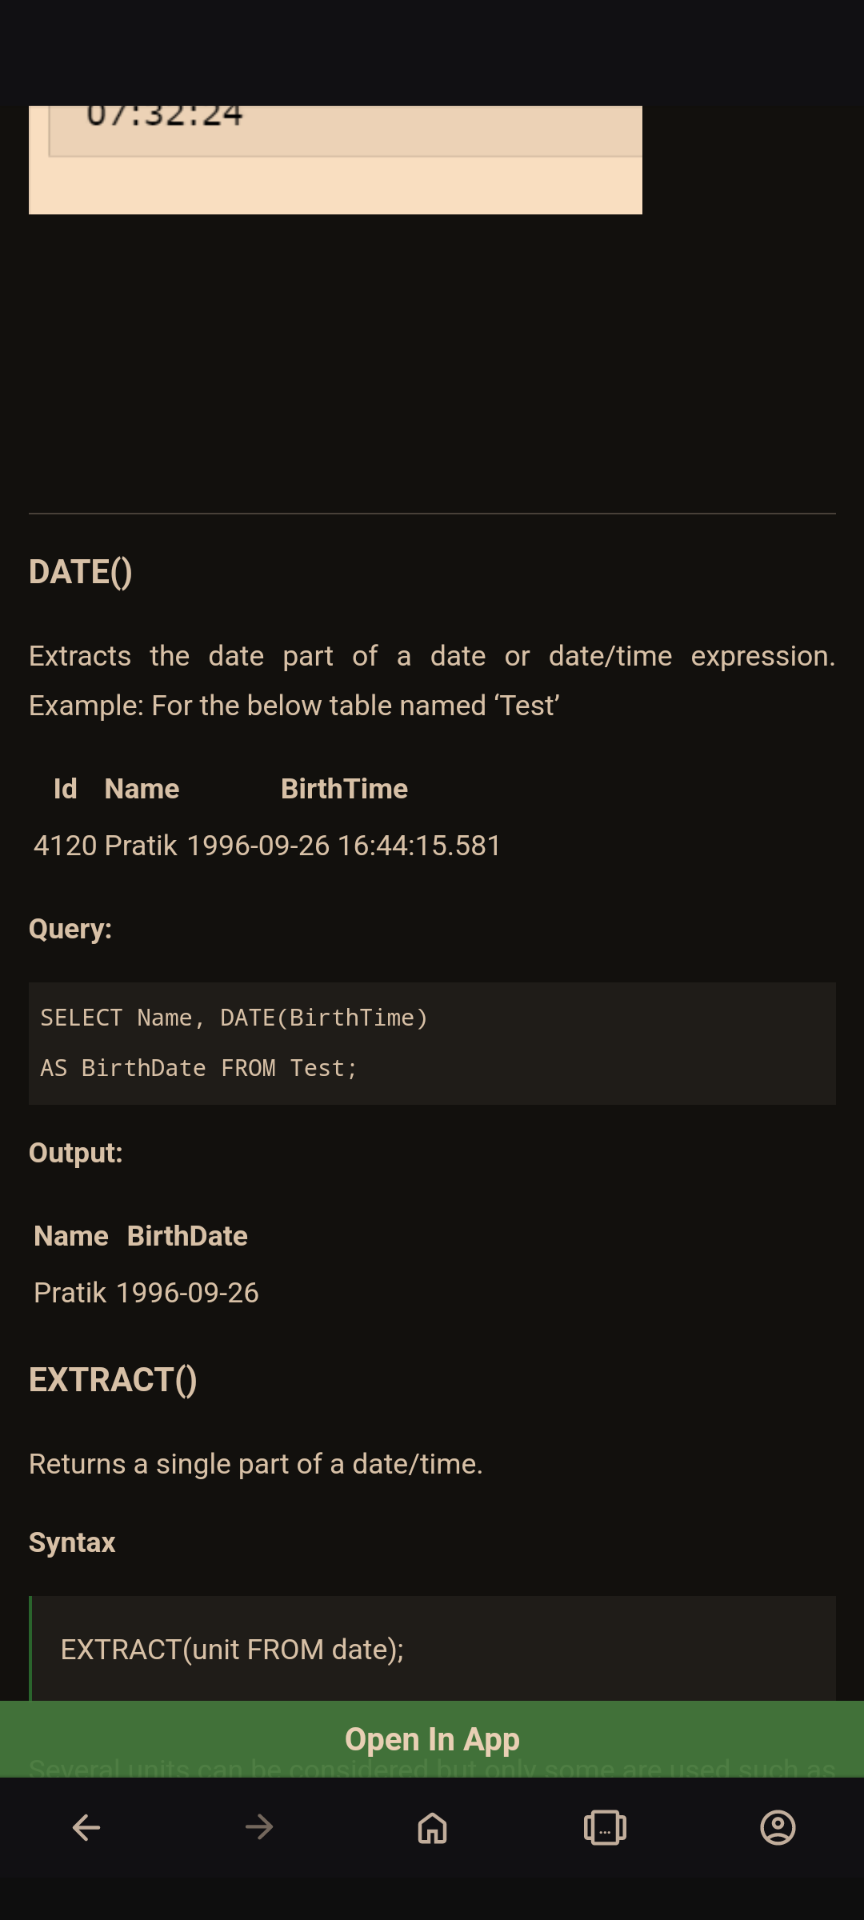 07:32:24
DATE()
Extracts the date part of a date or date/time expression.
Example: For the below table named ‘Test’
Id Name BirthTime
4120 Pratik 1996-09-26 16:44:15.581
Query:
SELECT Name, DATE(BirthTime)
AS BirthDate FROM Test;
Output:
Name BirthDate
Pratik 1996-09-26
EXTRACT()
Returns a single part of a date/time.
Syntax
EXTRACT(unit FROM date);
Open In App
Several units can be considered but only some are used such as